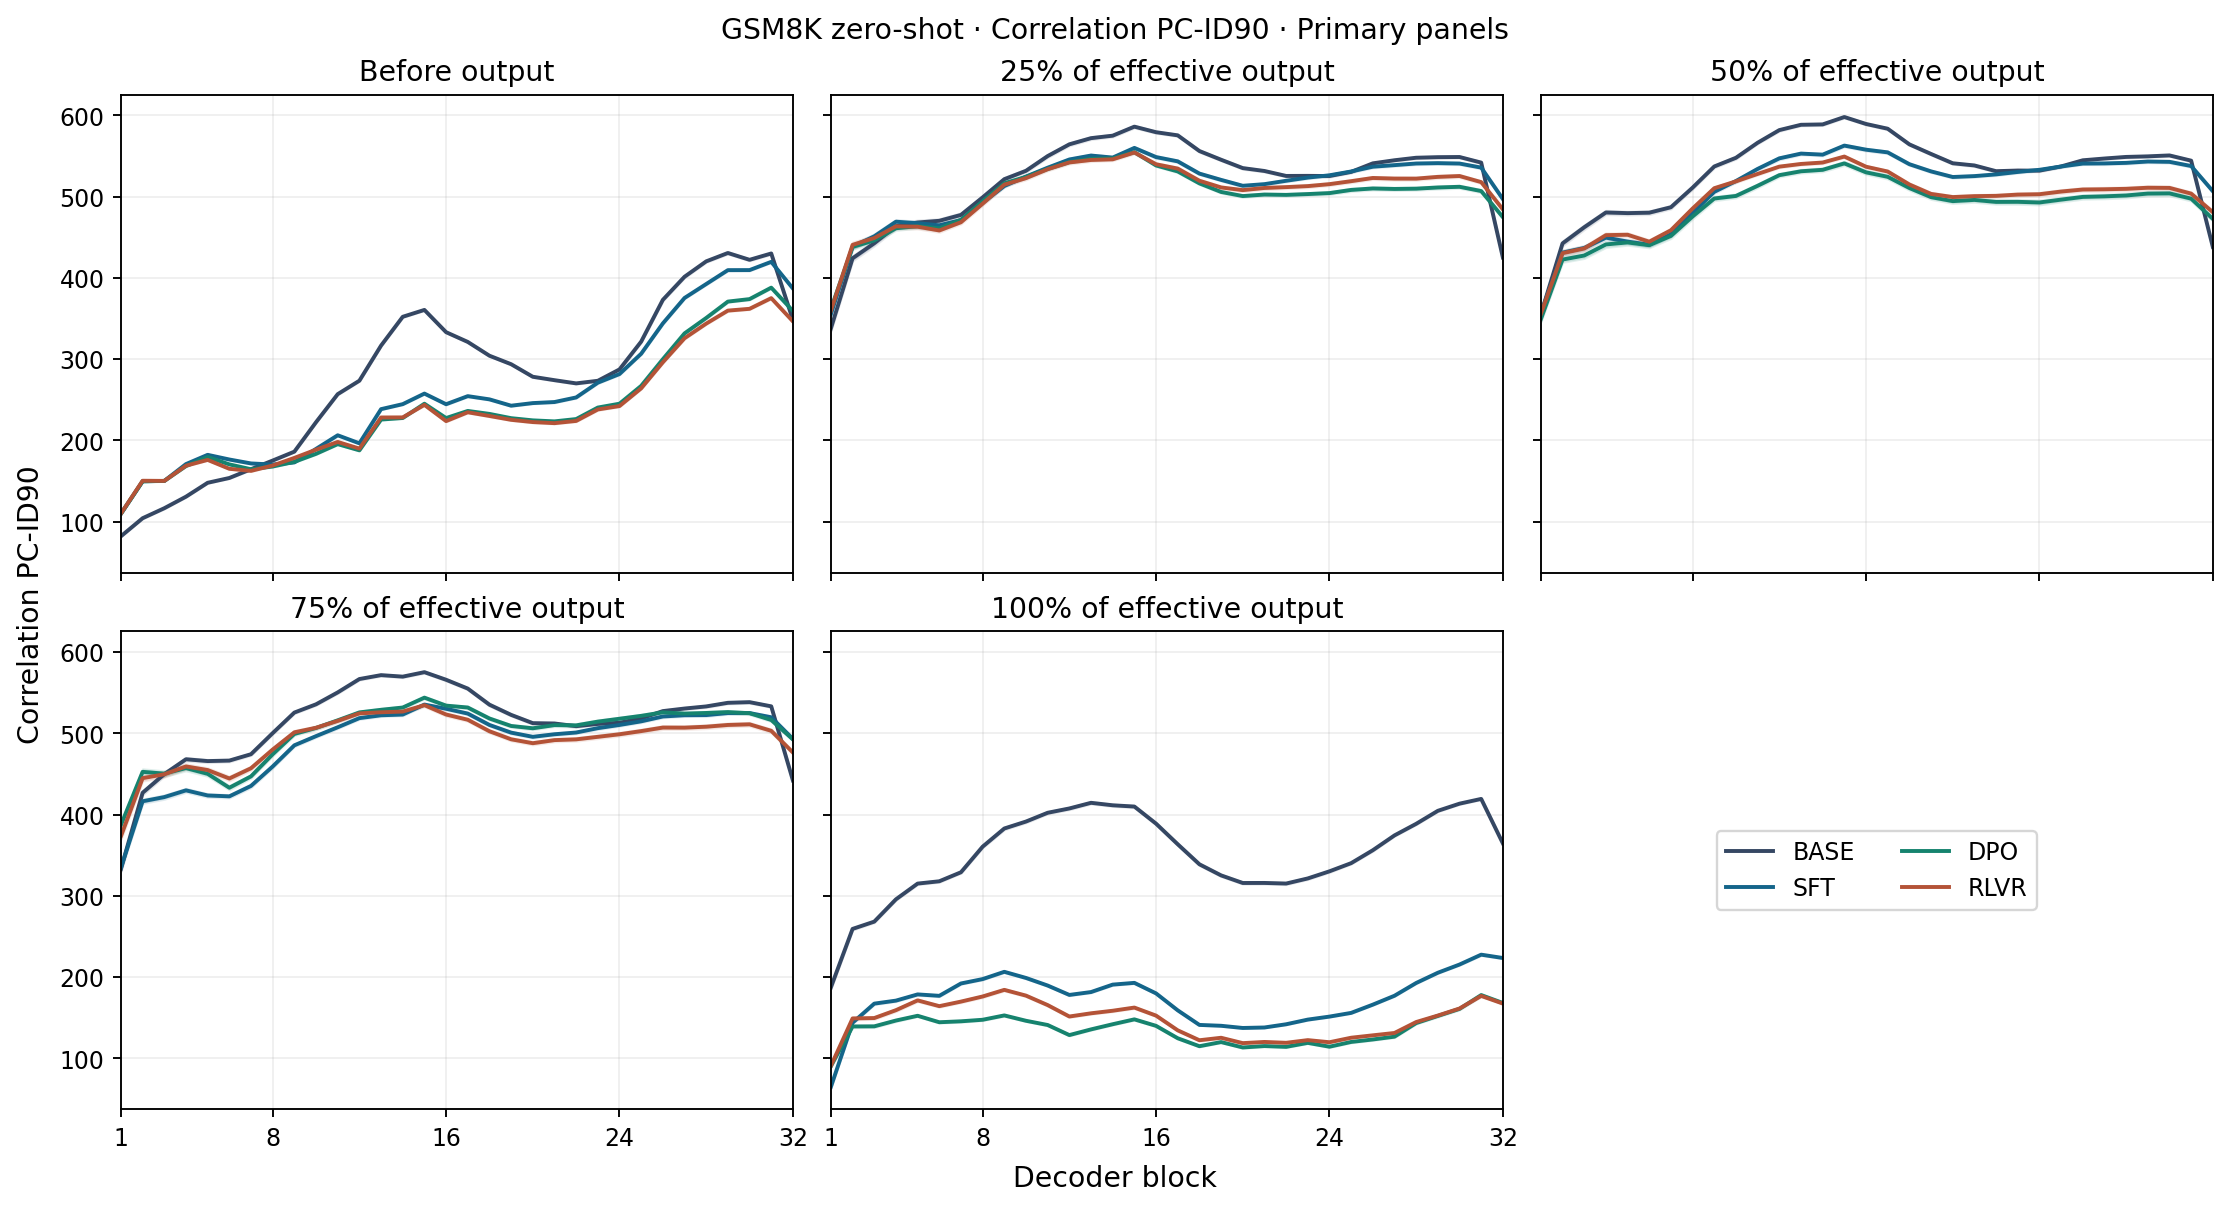 GSM8K zero-shot · Correlation PC-ID90 · Primary panels
Before output
25% of effective output
50% of effective output
600
500
400
300
200
100
Correlation PC-ID90
75% of effective output
100% of effective output
600
500
400
300
200
100
BASE
DPO
SFT
RLVR
1 8 16 24 32
1 8 16 24 32
Decoder block